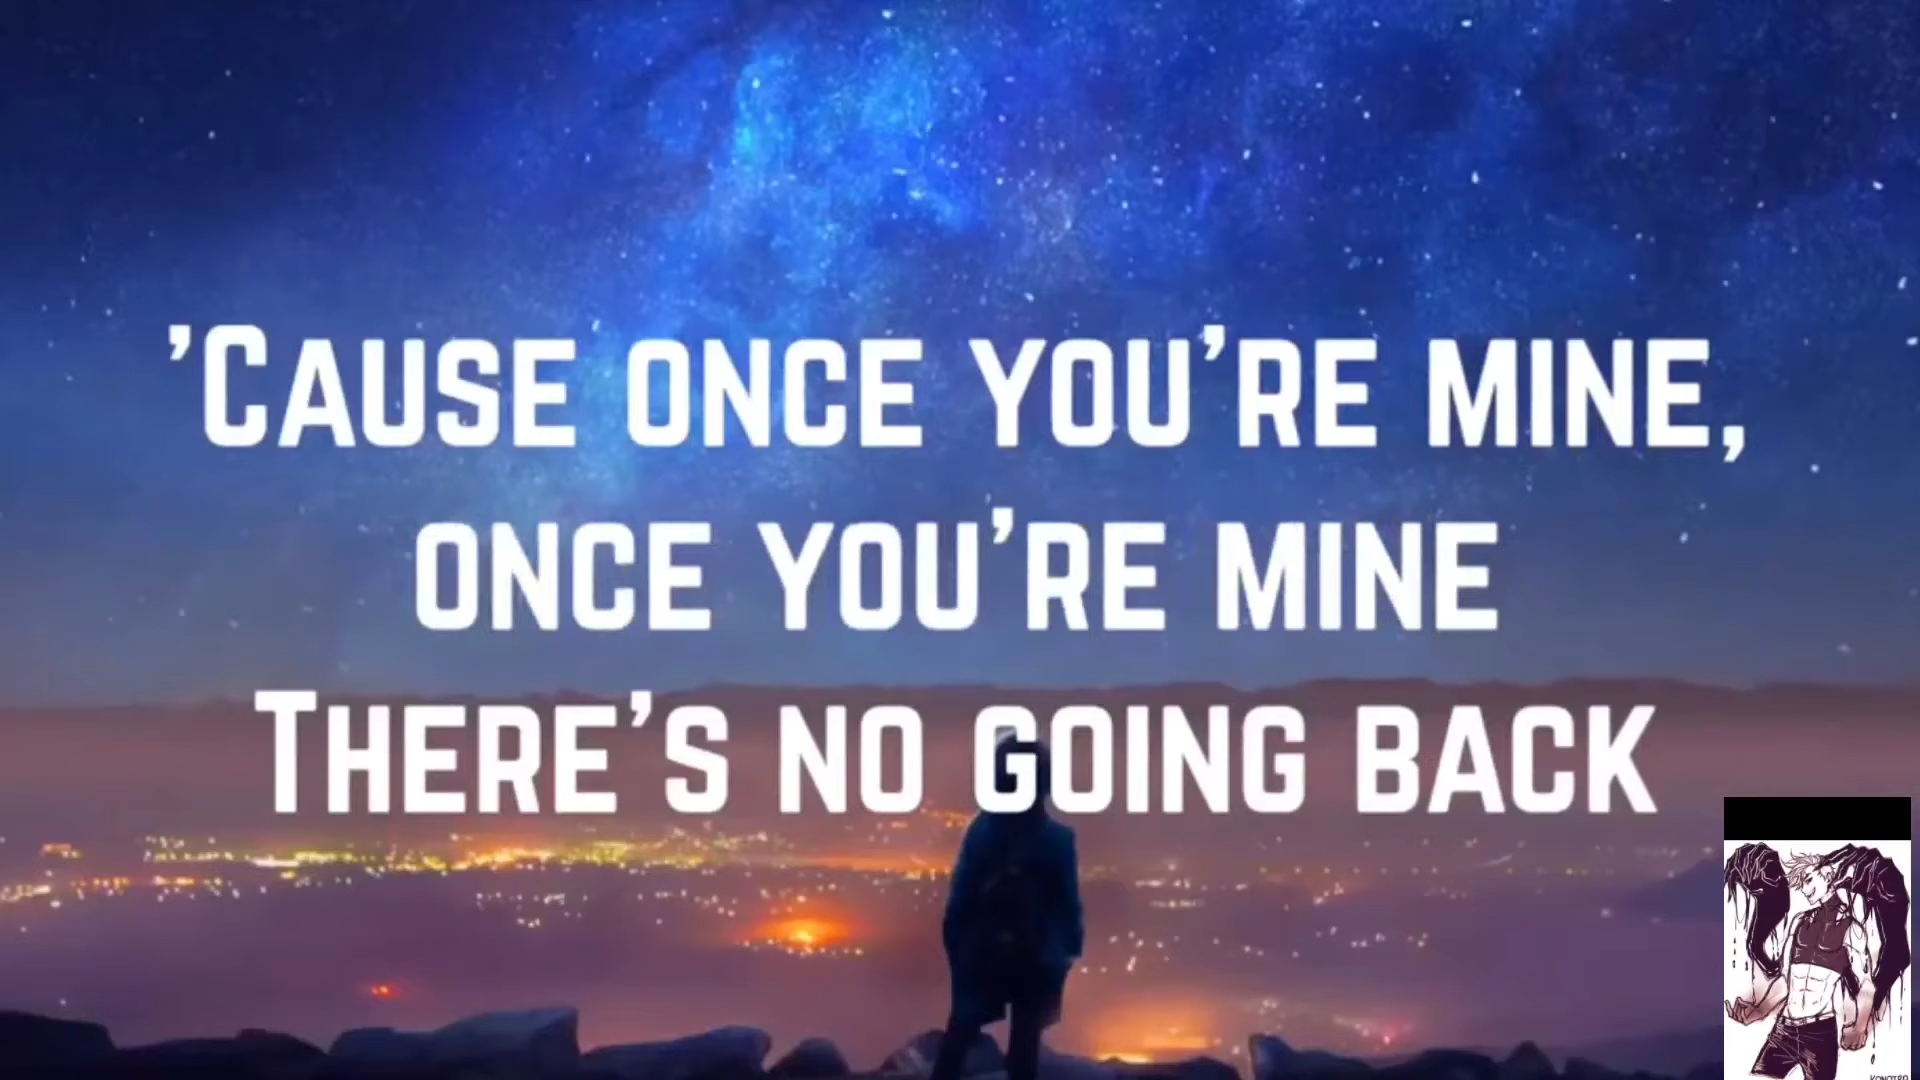 'Cause once you're mine,
once you're mine
There's no going back